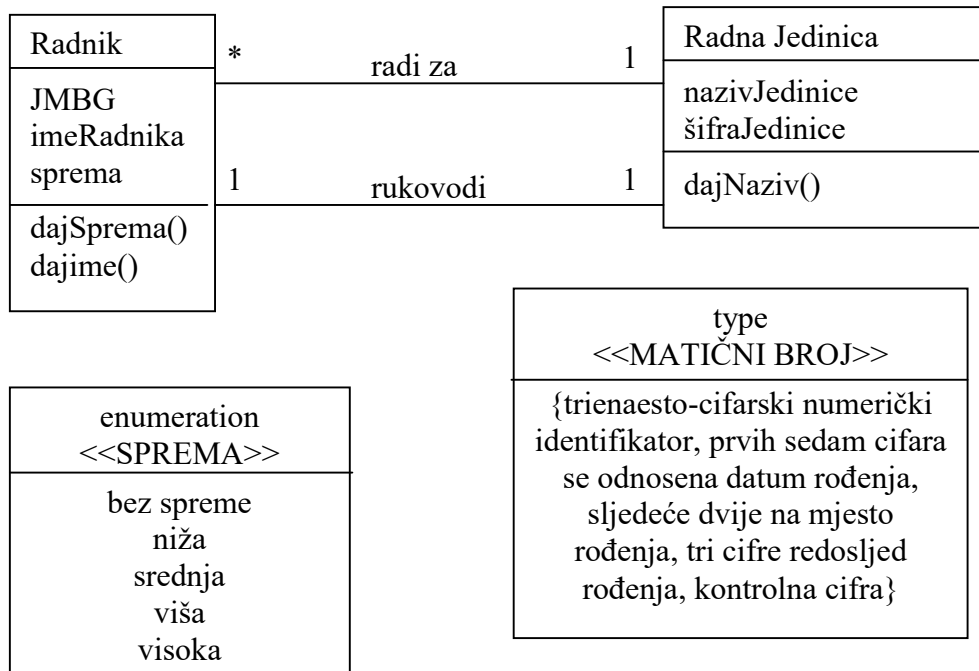 Radnik
JMBG
imeRadnika
sprema
dajSprema()
dajime()
* radi za 1
1 rukovodi 1
Radna Jedinica
nazivJedinice
šifraJedinice
dajNaziv()
enumeration
<<SPREMA>>
bez spreme
niža
srednja
viša
visoka
type
<<MATIČNI BROJ>>
{trienaesto-cifarski numerički
identifikator, prvih sedam cifara
se odnosena datum rođenja,
sljedeće dvije na mjesto
rođenja, tri cifre redosljed
rođenja, kontrolna cifra}